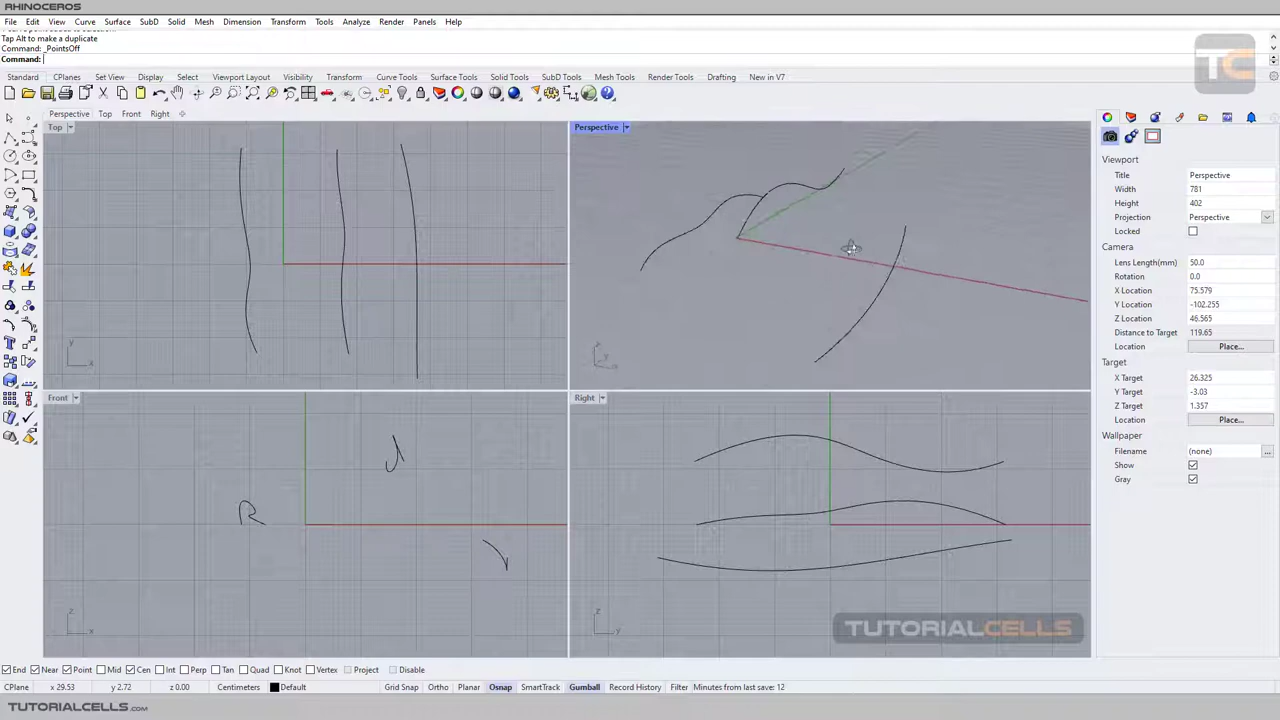 RHINOCEROS
File Edit View Curve Surface SubD Solid Mesh Dimension Transform Tools Analyze Render Panels Help
Tap Alt to make a duplicate
Command: _PointsOff
Command:
TC
Standard CPlanes Set View Display Select Viewport Layout Visibility Transform Curve Tools Surface Tools Solid Tools SubD Tools Mesh Tools Render Tools Drafting New in V7
Perspective Top Front Right
Top
Perspective
Front
Right
y
x
z
y
x
z
x
z
y
Viewport
Title Perspective
Width 781
Height 402
Projection Perspective
Locked
Camera
Lens Length(mm) 50.0
Rotation 0.0
X Location 75.579
Y Location -102.255
Z Location 46.565
Distance to Target 119.65
Location Place...
Target
X Target 26.325
Y Target -3.03
Z Target 1.357
Location Place...
Wallpaper
Filename (none) ...
Show
Gray
TUTORIALCELLS
End Near Point Mid Cen Int Perp Tan Quad Knot Vertex Project Disable
CPlane x 29.53 y 2.72 z 0.00 Centimeters Default Grid Snap Ortho Planar Osnap SmartTrack Gumball Record History Filter Minutes from last save: 12
TUTORIALCELLS.com